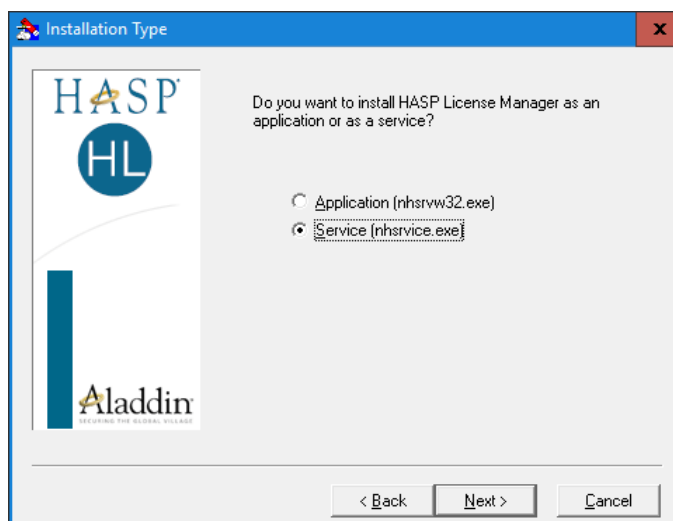 Installation Type
X
HASP
HL
Do you want to install HASP License Manager as an
application or as a service?
Application (nhsrvw32.exe)
Service (nhsrvice.exe)
Aladdin
SECURING THE GLOBAL VILLAGE
< Back
Next >
Cancel